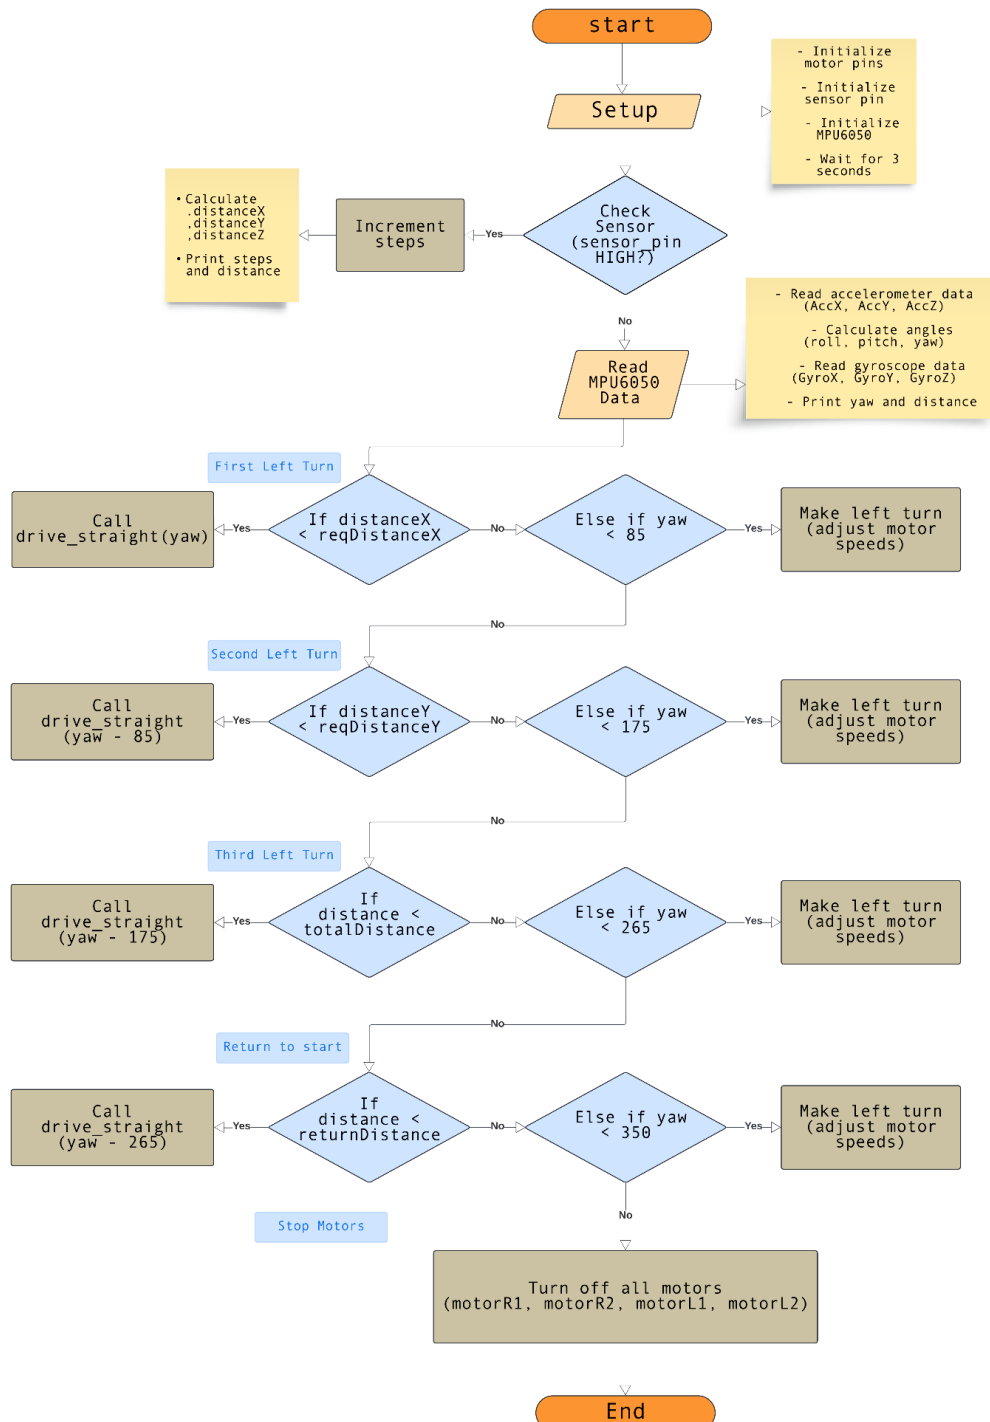 start
Setup
- Initialize
motor pins
- Initialize
sensor pin
- Initialize
MPU6050
- Wait for 3
seconds
Check
Sensor
(sensor_pin
HIGH?)
Yes
Increment
steps
• Calculate
.distanceX
,distanceY
,distanceZ
• Print steps
and distance
No
Read
MPU6050
Data
- Read accelerometer data
(AccX, AccY, AccZ)
- Calculate angles
(roll, pitch, yaw)
- Read gyroscope data
(GyroX, GyroY, GyroZ)
- Print yaw and distance
First Left Turn
Call
drive_straight(yaw)
Yes
If distanceX
< reqDistanceX
No
Else if yaw
< 85
Yes
Make left turn
(adjust motor
speeds)
No
Second Left Turn
Call
drive_straight
(yaw - 85)
Yes
If distanceY
< reqDistanceY
No
Else if yaw
< 175
Yes
Make left turn
(adjust motor
speeds)
No
Third Left Turn
Call
drive_straight
(yaw - 175)
Yes
If
distance <
totalDistance
No
Else if yaw
< 265
Yes
Make left turn
(adjust motor
speeds)
No
Return to start
Call
drive_straight
(yaw - 265)
Yes
If
distance <
returnDistance
No
Else if yaw
< 350
Yes
Make left turn
(adjust motor
speeds)
No
Stop Motors
Turn off all motors
(motorR1, motorR2, motorL1, motorL2)
End